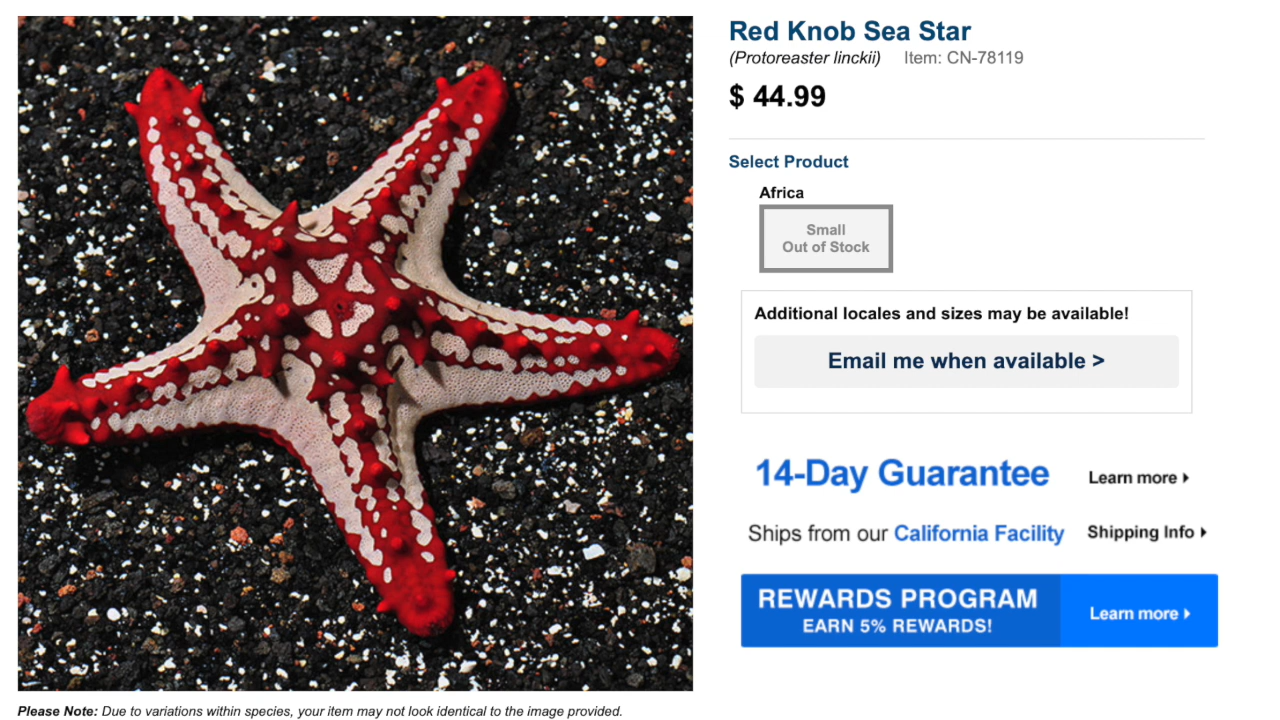 Red Knob Sea Star
(Protoreaster linckii) Item: CN-78119
$ 44.99
Select Product
Africa
Small
Out of Stock
Additional locales and sizes may be available!
Email me when available >
14-Day Guarantee Learn more
Ships from our California Facility Shipping Info
REWARDS PROGRAM
EARN 5% REWARDS!
Learn more
Please Note: Due to variations within species, your item may not look identical to the image provided.